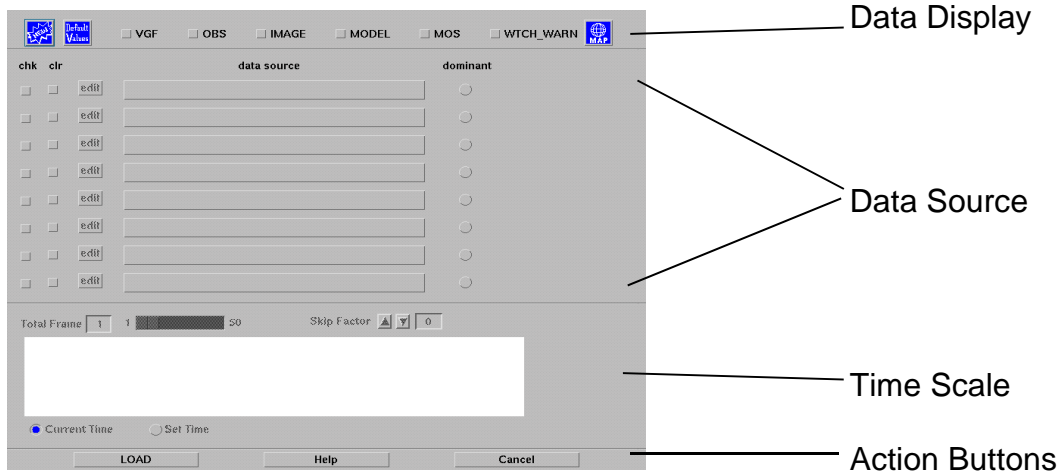 MEDIA
Default
Values
VGF
OBS
IMAGE
MODEL
MOS
WTCH_WARN
MAP
Data Display
chk
clr
data source
dominant
edit
edit
edit
edit
edit
edit
edit
edit
Data Source
Total Frame
1
1
50
Skip Factor
0
Time Scale
Current Time
Set Time
LOAD
Help
Cancel
Action Buttons